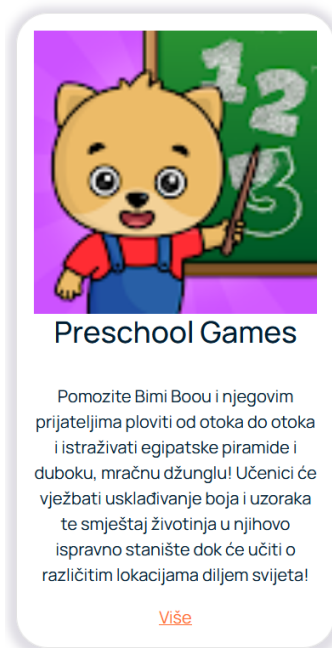 1
2
3
Preschool Games
Pomozite Bimi Boou i njegovim
prijateljima ploviti od otoka do otoka
i istraživati egipatske piramide i
duboku, mračnu džunglu! Učenici će
vježbati usklađivanje boja i uzoraka
te smještaj životinja u njihovo
ispravno stanište dok će učiti o
različitim lokacijama diljem svijeta!
Više